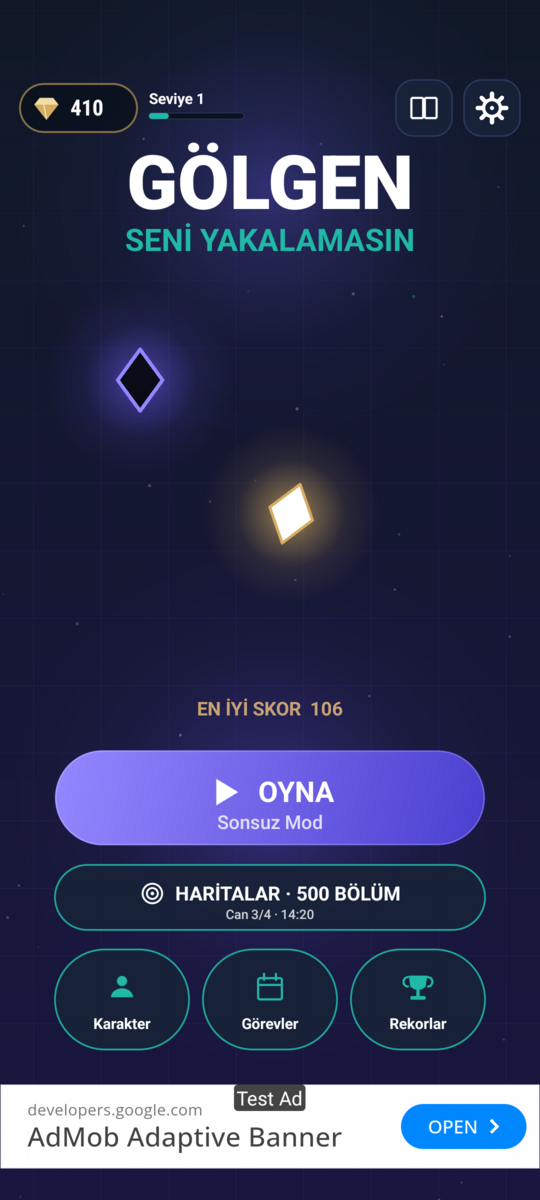 410
Seviye 1
GÖLGEN
SENİ YAKALAMASIN
EN İYİ SKOR 106
OYNA
Sonsuz Mod
HARİTALAR · 500 BÖLÜM
Can 3/4 · 14:20
Karakter
Görevler
Rekorlar
Test Ad
developers.google.com
AdMob Adaptive Banner
OPEN